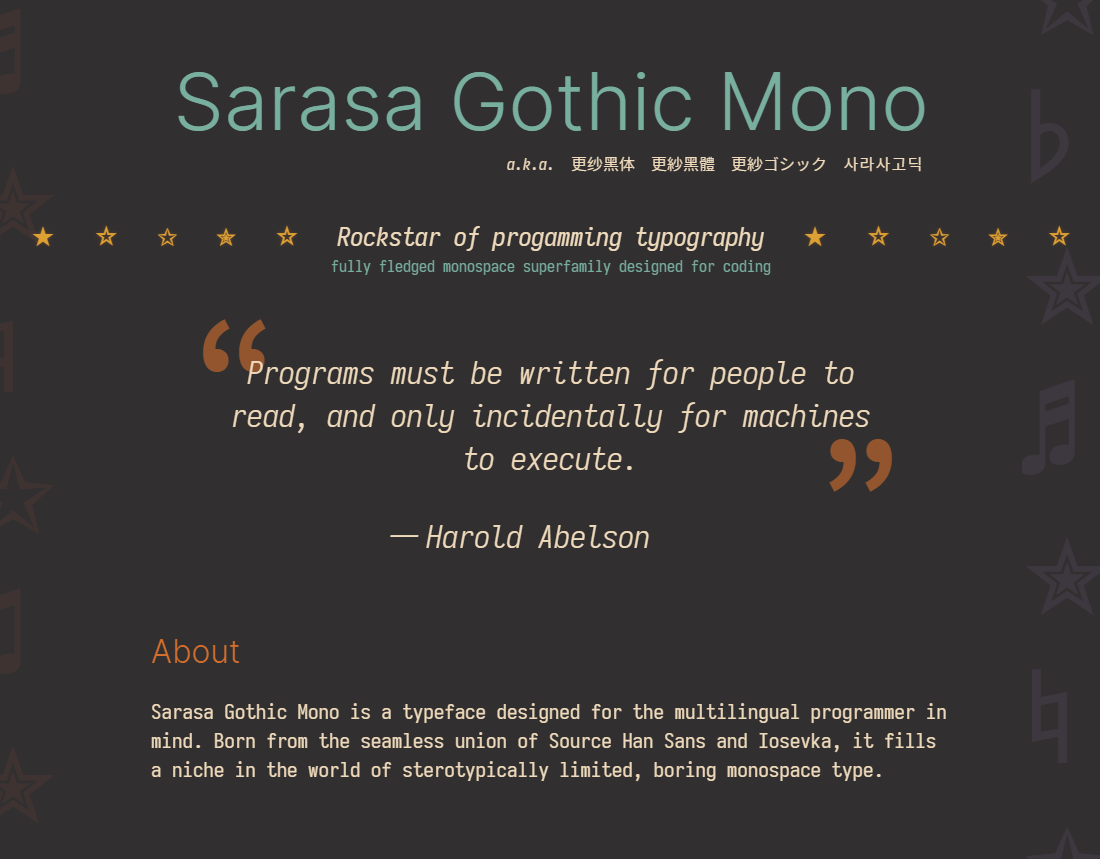 Sarasa Gothic Mono
a.k.a. 更纱黑体 更紗黑體 更紗ゴシック 사라사고딕
★ ☆ ✩ ✬ ☆ Rockstar of progamming typography ★ ☆ ✩ ✬ ☆
fully fledged monospace superfamily designed for coding
“Programs must be written for people to
read, and only incidentally for machines
to execute.”
— Harold Abelson
About
Sarasa Gothic Mono is a typeface designed for the multilingual programmer in
mind. Born from the seamless union of Source Han Sans and Iosevka, it fills
a niche in the world of sterotypically limited, boring monospace type.